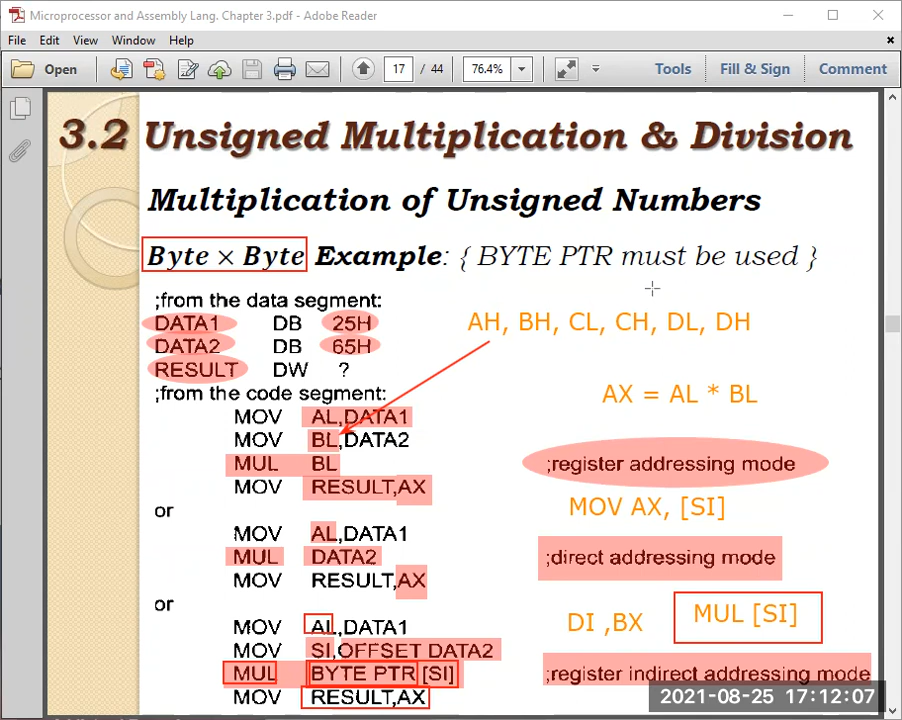 Microprocessor and Assembly Lang. Chapter 3.pdf - Adobe Reader
File Edit View Window Help
Open 17 / 44 76.4% Tools Fill & Sign Comment
3.2 Unsigned Multiplication & Division
Multiplication of Unsigned Numbers
Byte × Byte Example: { BYTE PTR must be used }
;from the data segment:
DATA1 DB 25H AH, BH, CL, CH, DL, DH
DATA2 DB 65H
RESULT DW ?
;from the code segment: AX = AL * BL
MOV AL,DATA1
MOV BL,DATA2
MUL BL ;register addressing mode
MOV RESULT,AX
or MOV AX, [SI]
MOV AL,DATA1
MUL DATA2 ;direct addressing mode
MOV RESULT,AX
or
MOV AL,DATA1 DI ,BX MUL [SI]
MOV SI,OFFSET DATA2
MUL BYTE PTR [SI] ;register indirect addressing mode
MOV RESULT,AX
2021-08-25 17:12:07